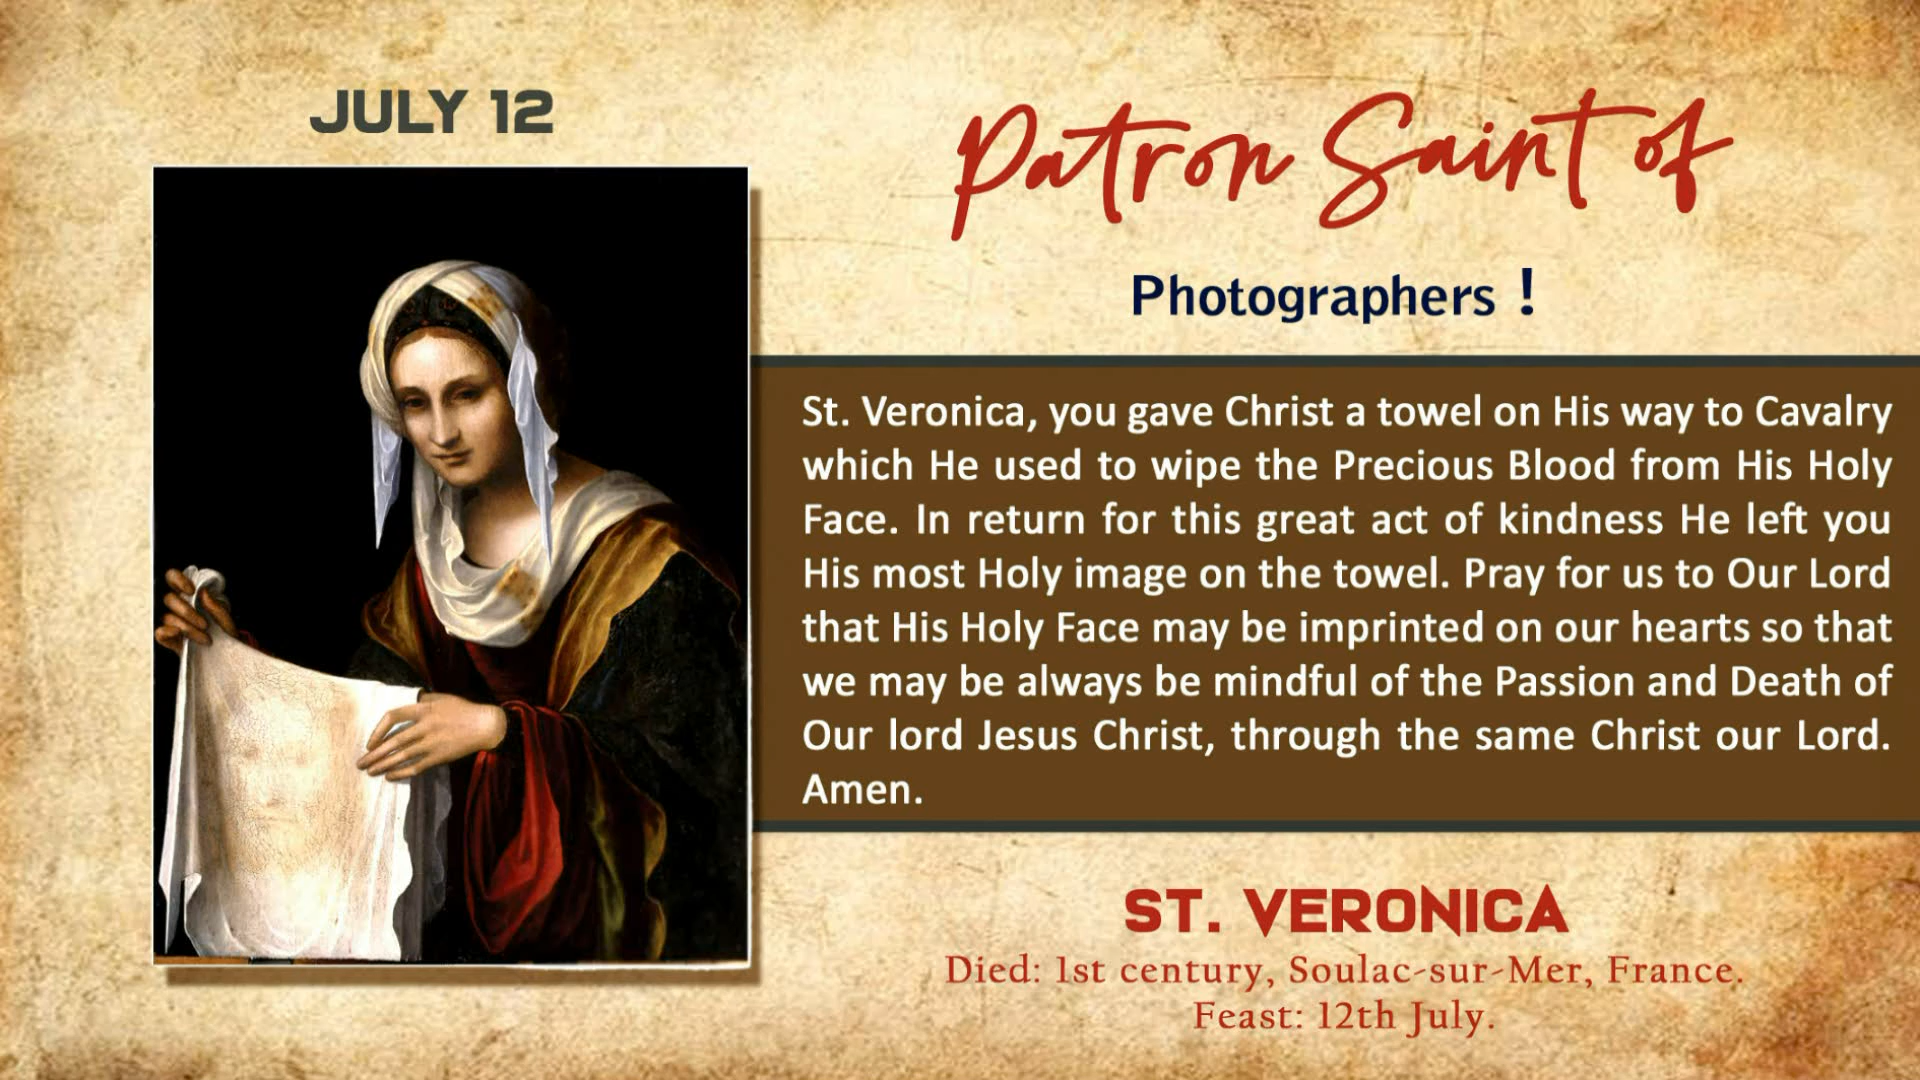 JULY 12
Patron Saint of
Photographers !
St. Veronica, you gave Christ a towel on His way to Cavalry
which He used to wipe the Precious Blood from His Holy
Face. In return for this great act of kindness He left you
His most Holy image on the towel. Pray for us to Our Lord
that His Holy Face may be imprinted on our hearts so that
we may be always be mindful of the Passion and Death of
Our lord Jesus Christ, through the same Christ our Lord.
Amen.
ST. VERONICA
Died: 1st century, Soulac-sur-Mer, France.
Feast: 12th July.